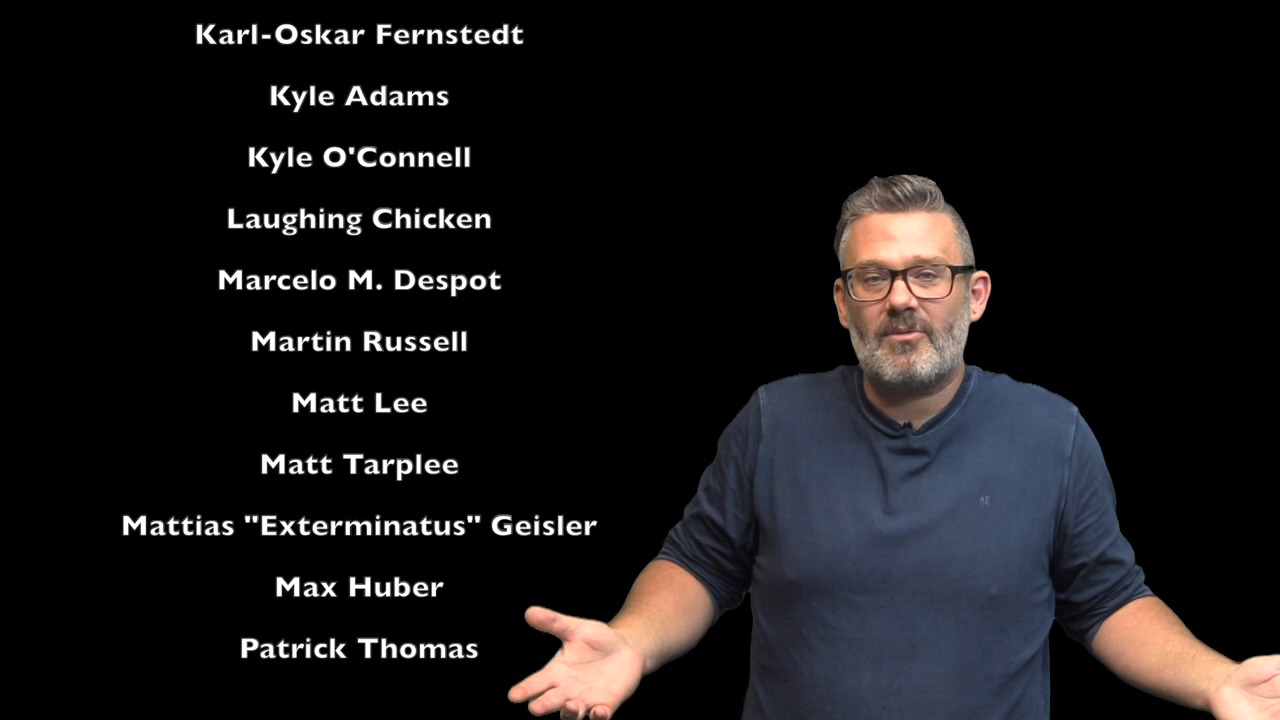 Karl-Oskar Fernstedt
Kyle Adams
Kyle O'Connell
Laughing Chicken
Marcelo M. Despot
Martin Russell
Matt Lee
Matt Tarplee
Mattias "Exterminatus" Geisler
Max Huber
Patrick Thomas